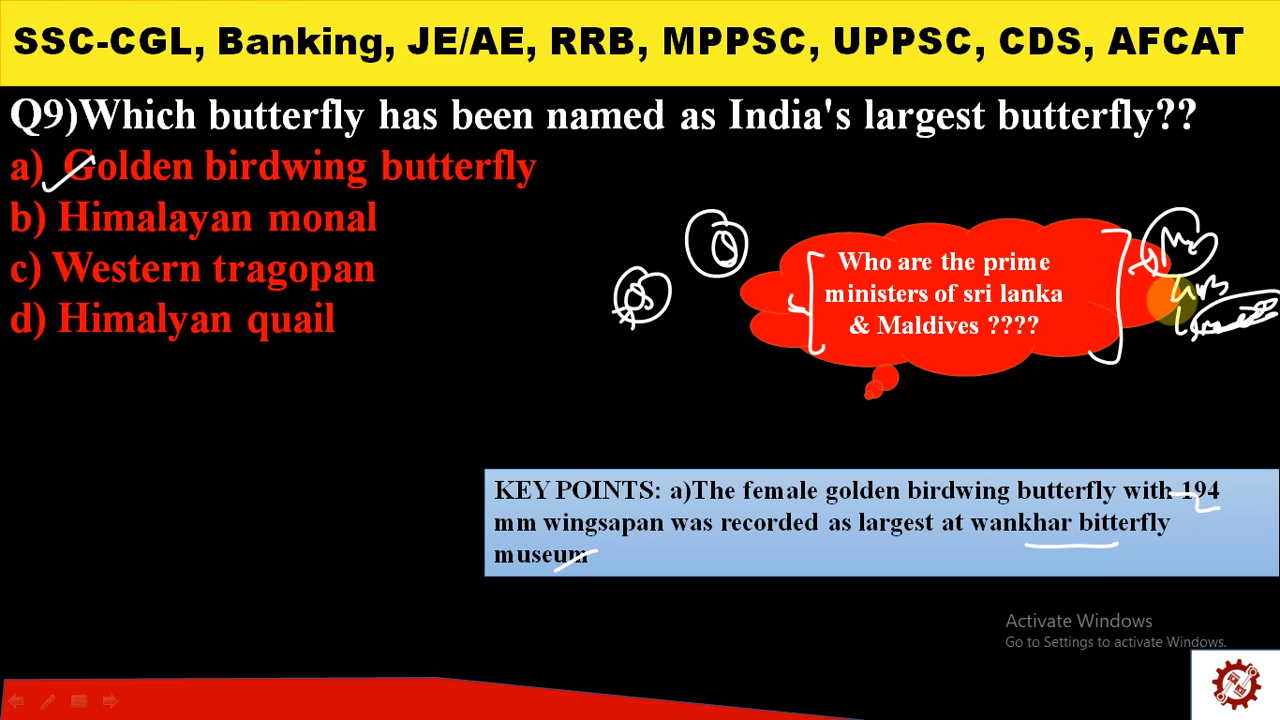 SSC-CGL, Banking, JE/AE, RRB, MPPSC, UPPSC, CDS, AFCAT
Q9)Which butterfly has been named as India's largest butterfly??
a) Golden birdwing butterfly
b) Himalayan monal
c) Western tragopan
d) Himalyan quail
Who are the prime
ministers of sri lanka
& Maldives ????
KEY POINTS: a)The female golden birdwing butterfly with 194
mm wingsapan was recorded as largest at wankhar bitterfly
museum
Activate Windows
Go to Settings to activate Windows.